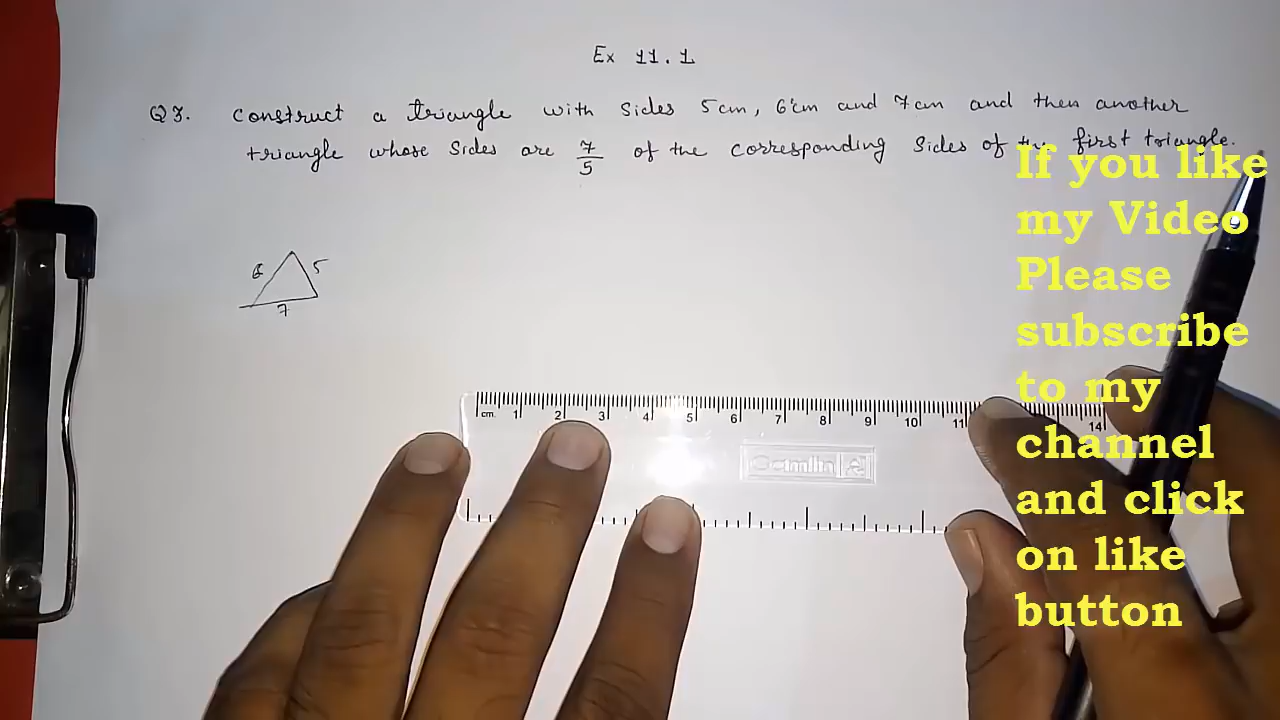 Ex 11.1
Q3. Construct a triangle with sides 5cm, 6cm and 7cm and then another
triangle whose sides are 7/5 of the corresponding sides of the first triangle.
6 5
7
cm. 1 2 3 4 5 6 7 8 9 10 11 14
Camlin
If you like
my Video
Please
subscribe
to my
channel
and click
on like
button